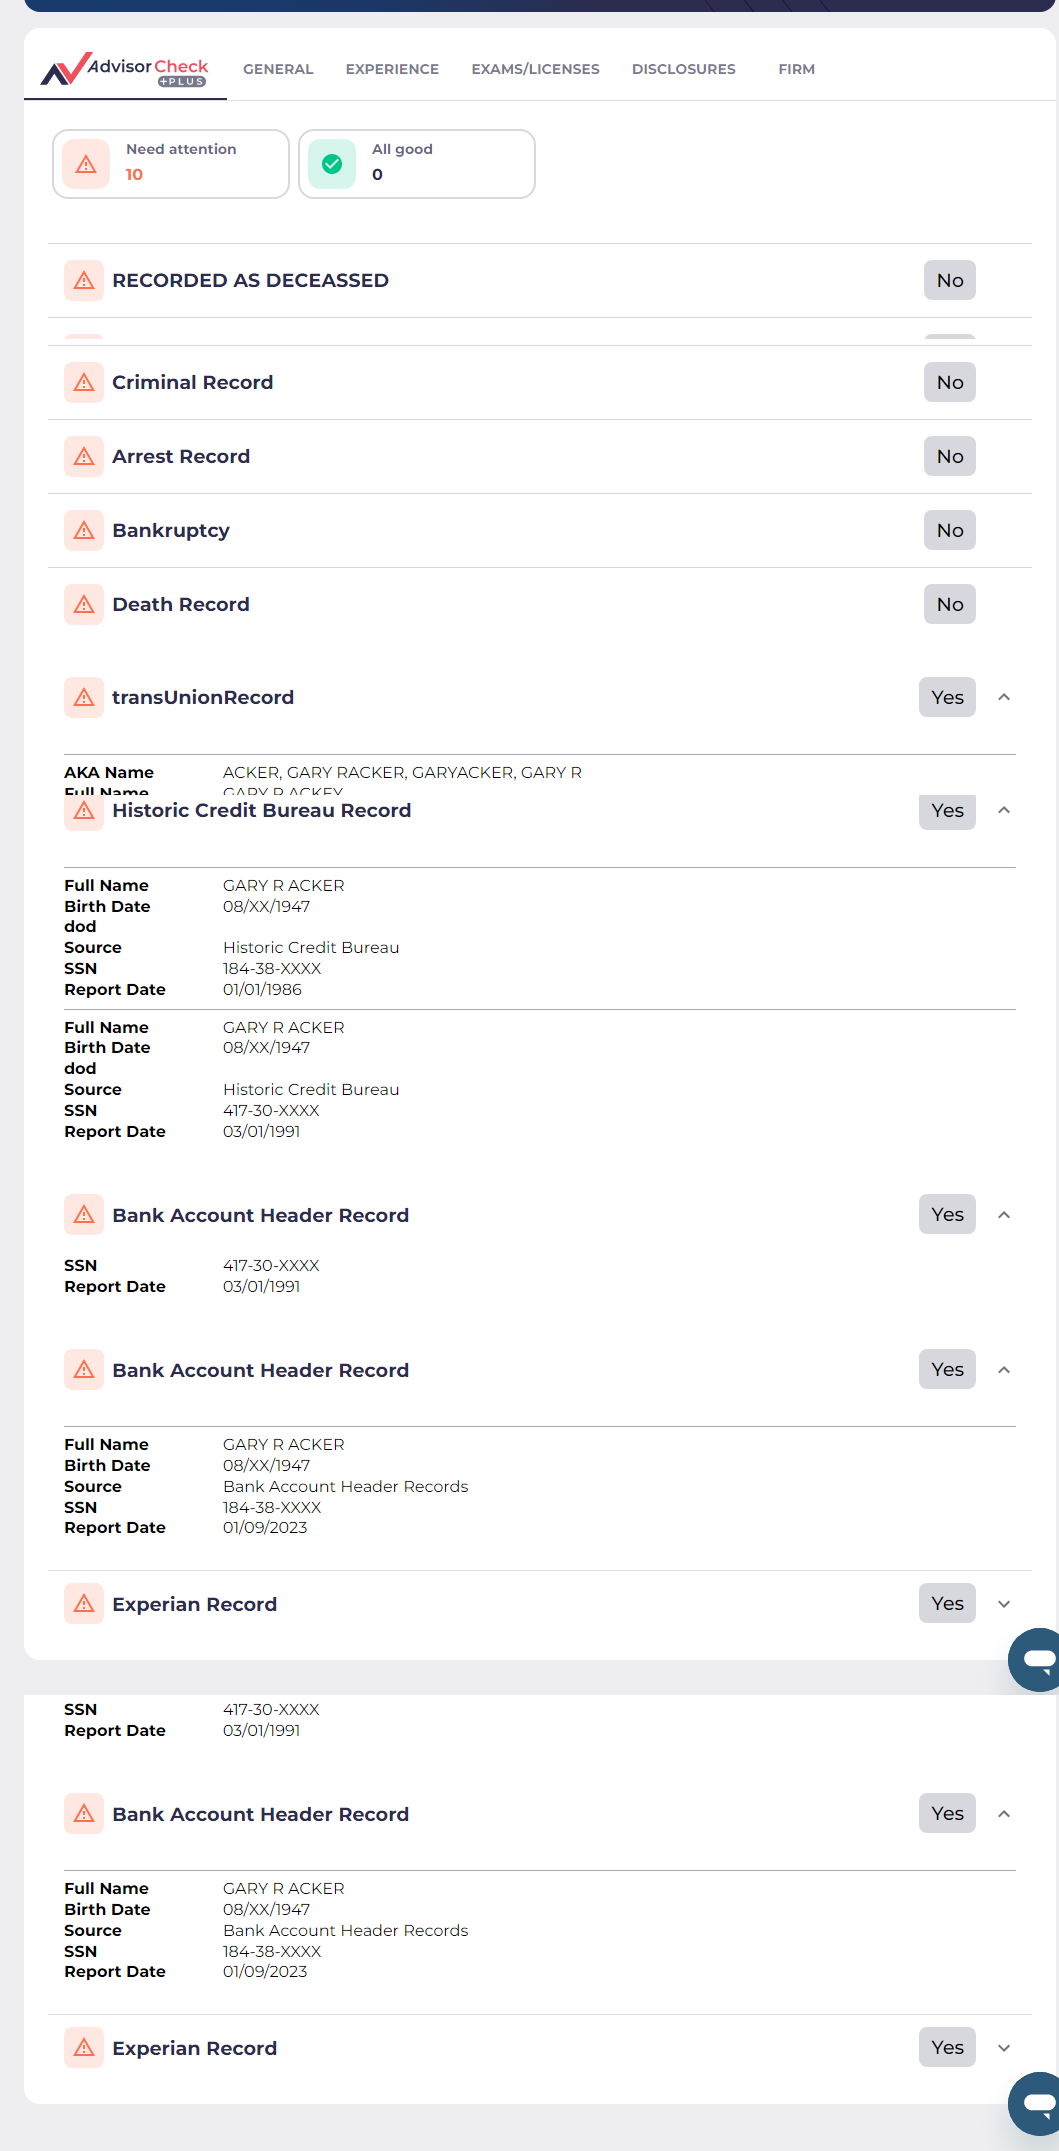 AdvisorCheck
+PLUS
GENERAL
EXPERIENCE
EXAMS/LICENSES
DISCLOSURES
FIRM
Need attention
10
All good
0
RECORDED AS DECEASSED No
Criminal Record No
Arrest Record No
Bankruptcy No
Death Record No
transUnionRecord Yes
AKA Name ACKER, GARY RACKER, GARYACKER, GARY R
Full Name GARY R ACKEY
Historic Credit Bureau Record Yes
Full Name GARY R ACKER
Birth Date 08/XX/1947
dod
Source Historic Credit Bureau
SSN 184-38-XXXX
Report Date 01/01/1986
Full Name GARY R ACKER
Birth Date 08/XX/1947
dod
Source Historic Credit Bureau
SSN 417-30-XXXX
Report Date 03/01/1991
Bank Account Header Record Yes
SSN 417-30-XXXX
Report Date 03/01/1991
Bank Account Header Record Yes
Full Name GARY R ACKER
Birth Date 08/XX/1947
Source Bank Account Header Records
SSN 184-38-XXXX
Report Date 01/09/2023
Experian Record Yes
SSN 417-30-XXXX
Report Date 03/01/1991
Bank Account Header Record Yes
Full Name GARY R ACKER
Birth Date 08/XX/1947
Source Bank Account Header Records
SSN 184-38-XXXX
Report Date 01/09/2023
Experian Record Yes